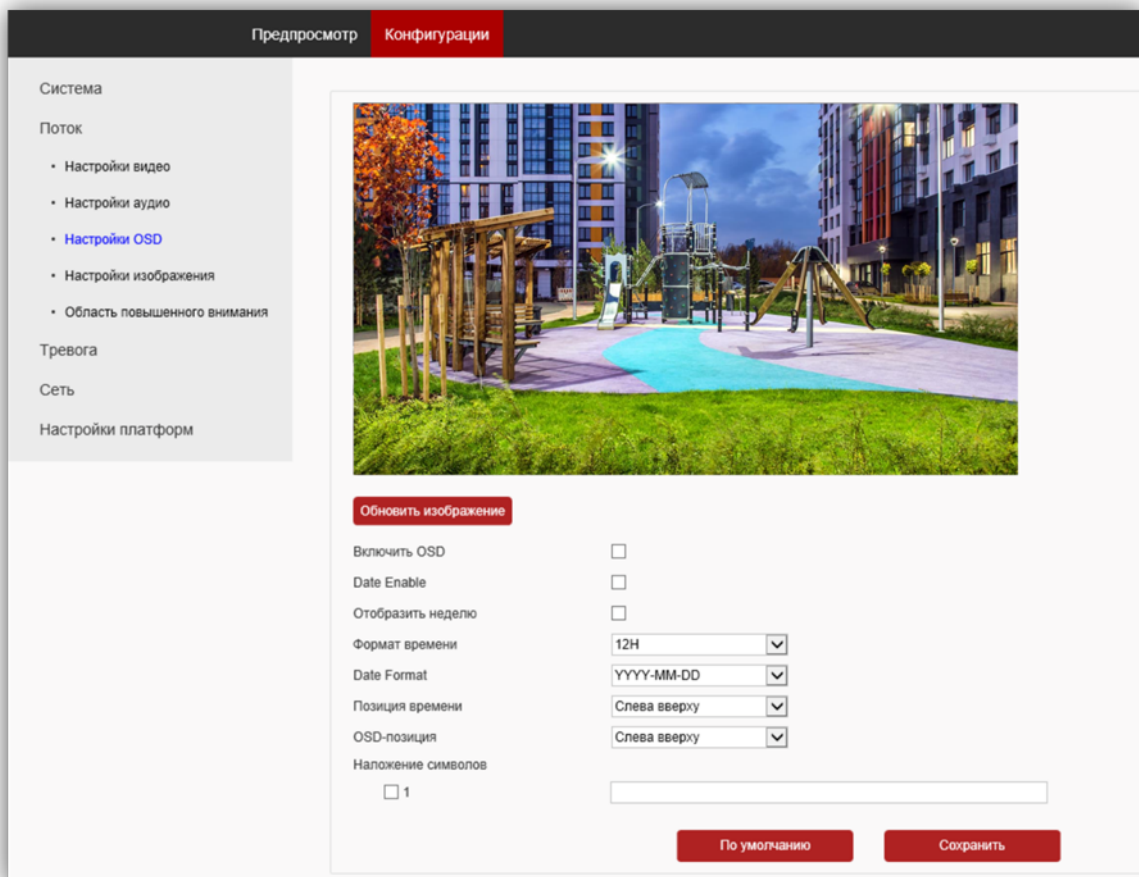 Предпросмотр Конфигурации
Система
Поток
Настройки видео
Настройки аудио
Настройки OSD
Настройки изображения
Область повышенного внимания
Тревога
Сеть
Настройки платформ
Обновить изображение
Включить OSD
Date Enable
Отобразить неделю
Формат времени 12H
Date Format YYYY-MM-DD
Позиция времени Слева вверху
OSD-позиция Слева вверху
Наложение символов
1
По умолчанию Сохранить